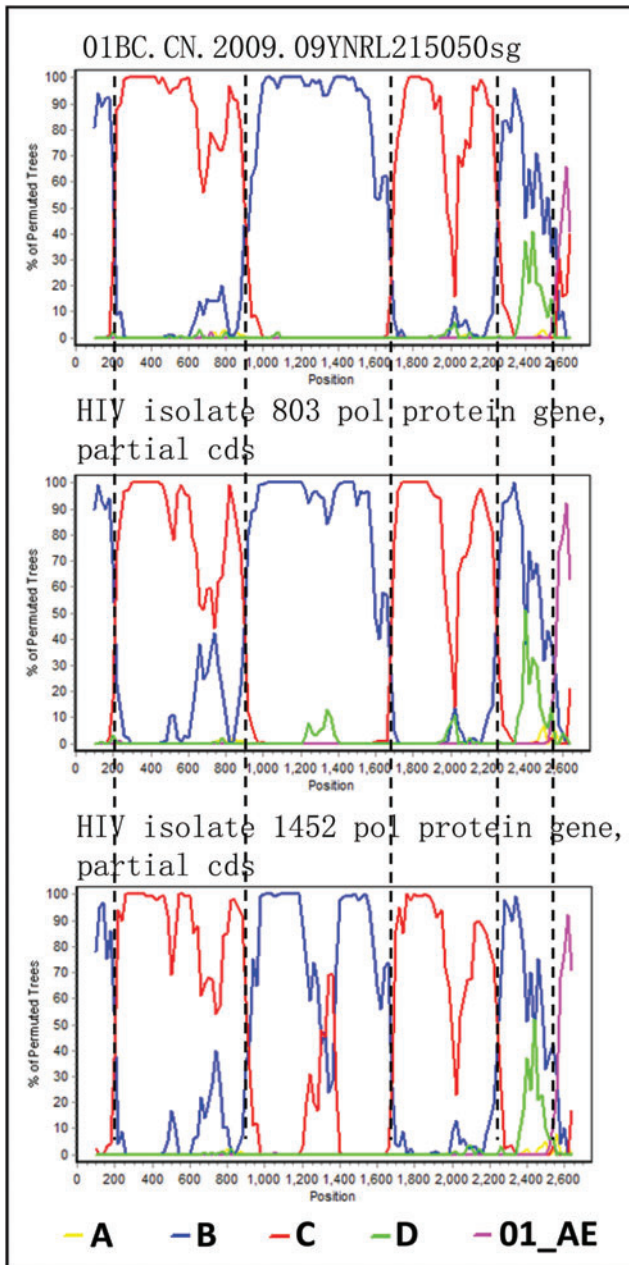 01BC.CN.2009.09YNRL215050sg
100
90
80
70
60
50
40
30
20
10
0
% of Permuted Trees
0 200 400 600 800 1,000 1,200 1,400 1,600 1,800 2,000 2,200 2,400 2,600
Position
HIV isolate 803 pol protein gene,
partial cds
100
90
80
70
60
50
40
30
20
10
0
% of Permuted Trees
0 200 400 600 800 1,000 1,200 1,400 1,600 1,800 2,000 2,200 2,400 2,600
Position
HIV isolate 1452 pol protein gene,
partial cds
100
90
80
70
60
50
40
30
20
10
0
% of Permuted Trees
0 200 400 600 800 1,000 1,200 1,400 1,600 1,800 2,000 2,200 2,400 2,600
Position
A B C D 01_AE